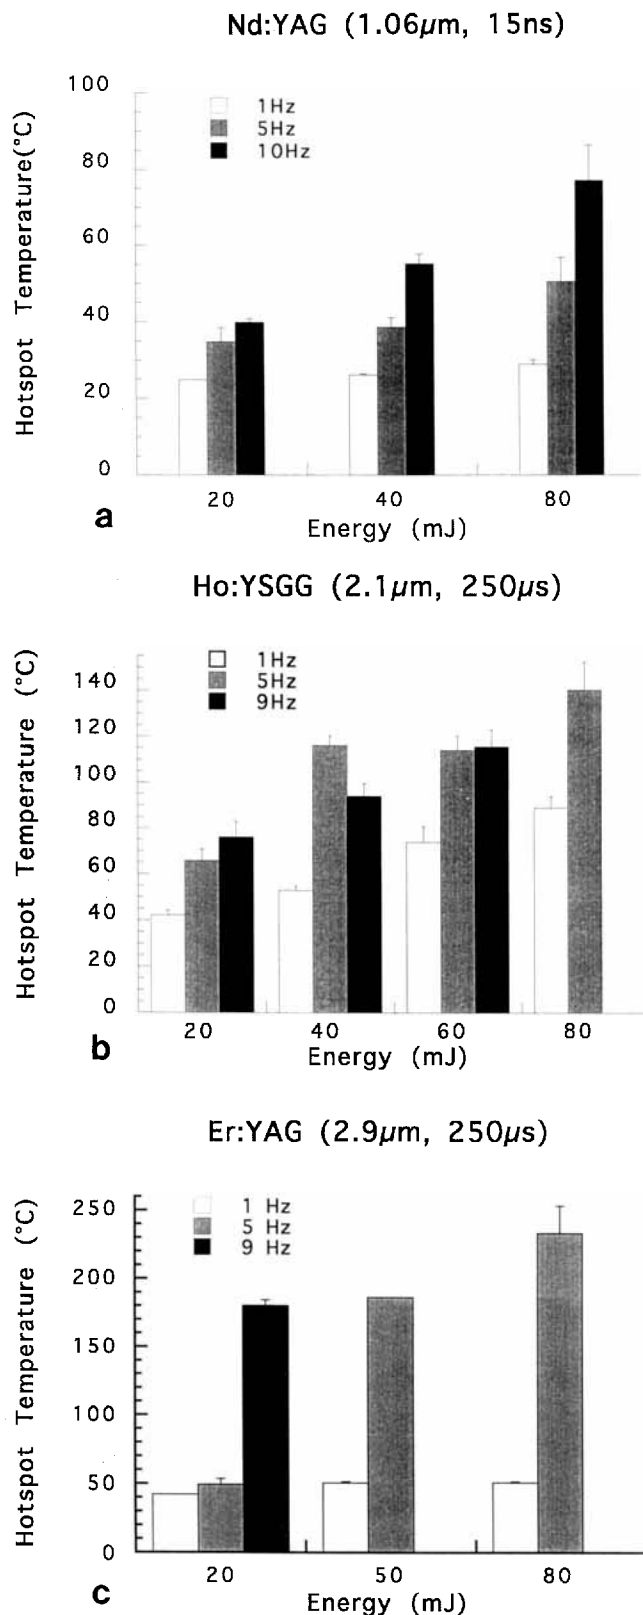 Nd:YAG (1.06µm, 15ns)
Hotspot Temperature(°C)
100
80
60
40
20
0
1Hz
5Hz
10Hz
20 40 80
Energy (mJ)
a
Ho:YSGG (2.1µm, 250µs)
Hotspot Temperature (°C)
140
120
100
80
60
40
20
0
1Hz
5Hz
9Hz
20 40 60 80
Energy (mJ)
b
Er:YAG (2.9µm, 250µs)
Hotspot Temperature (°C)
250
200
150
100
50
0
1 Hz
5 Hz
9 Hz
20 50 80
Energy (mJ)
c